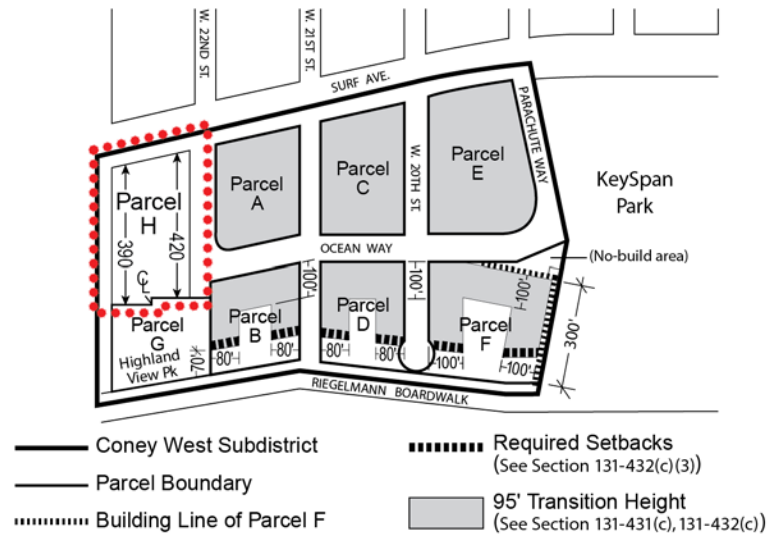 W. 22ND ST.
W. 21ST ST.
SURF AVE.
PARACHUTE WAY
Parcel
H
Parcel
A
Parcel
C
W. 20TH ST.
Parcel
E
KeySpan
Park
390
420
CL
OCEAN WAY
(No-build area)
100'
100'
100'
Parcel
G
Highland
View Pk
70'
Parcel
B
80'
80'
Parcel
D
80'
80'
Parcel
F
100'
100'
300'
RIEGELMANN BOARDWALK
Coney West Subdistrict
Parcel Boundary
Building Line of Parcel F
Required Setbacks
(See Section 131-432(c)(3))
95' Transition Height
(See Section 131-431(c), 131-432(c))